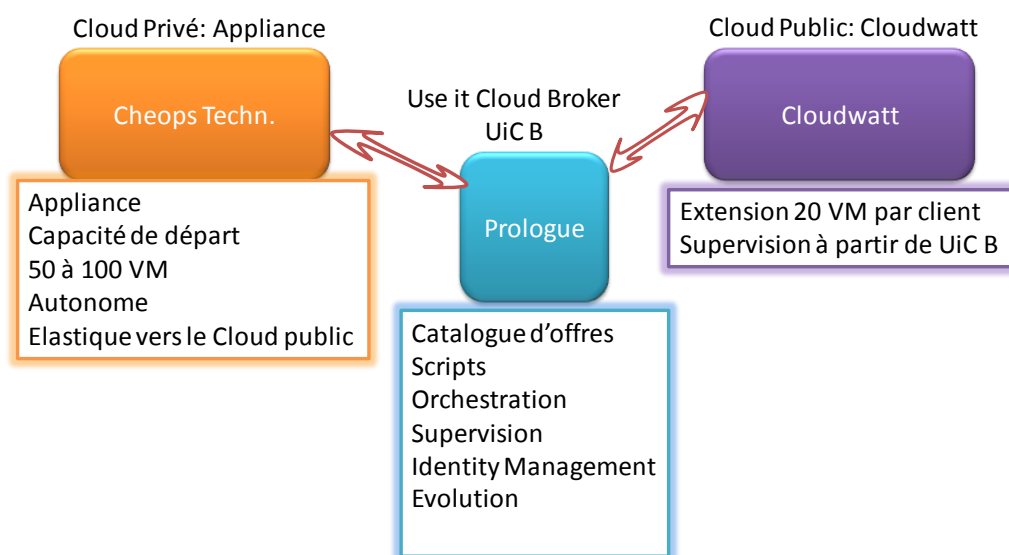 Cloud Privé: Appliance
Cheops Techn.
Appliance
Capacité de départ
50 à 100 VM
Autonome
Elastique vers le Cloud public
Use it Cloud Broker
UiC B
Prologue
Catalogue d’offres
Scripts
Orchestration
Supervision
Identity Management
Evolution
Cloud Public: Cloudwatt
Cloudwatt
Extension 20 VM par client
Supervision à partir de UiC B